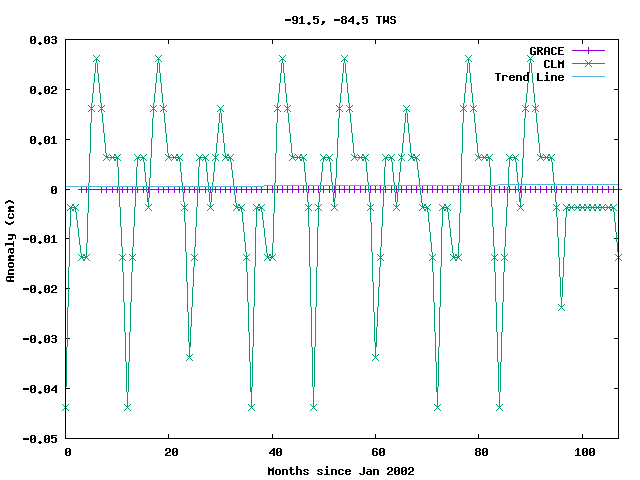 -91.5, -84.5 TWS
0.03
0.02
0.01
0
-0.01
-0.02
-0.03
-0.04
-0.05
Anomaly (cm)
GRACE
CLM
Trend Line
0 20 40 60 80 100
Months since Jan 2002